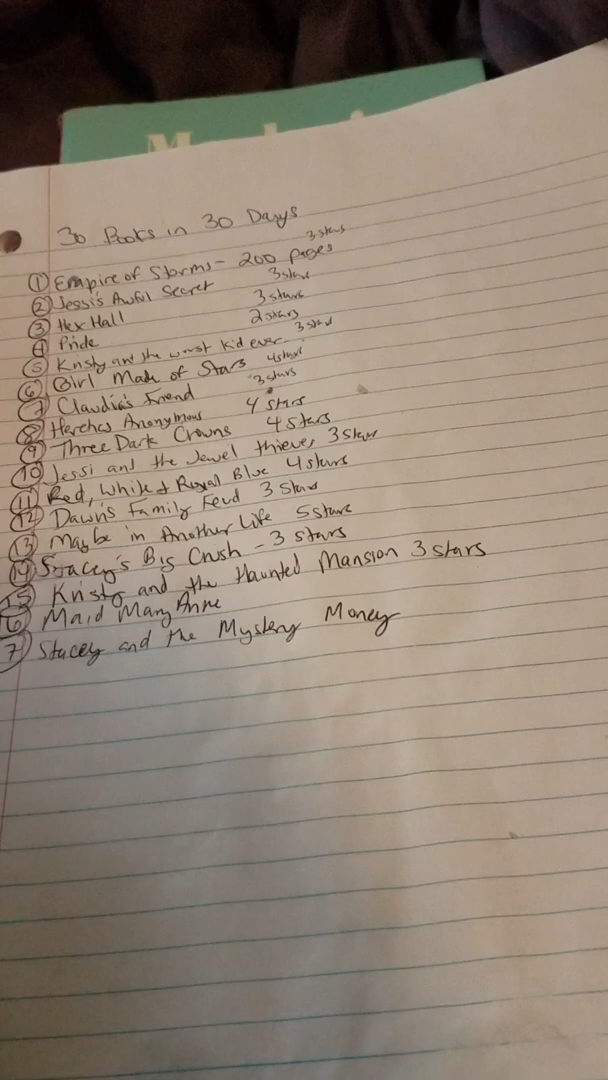 M
30 Books in 30 Days
① Empire of Storms - 200 pages 3 stars
② Jessi's Awful Secret 3 stars
③ Hex Hall 3 stars
④ Pride 2 stars
⑤ Kristy and the worst kid ever 3 stars
⑥ Girl Made of Stars 4 stars
⑦ Claudia's Friend 3 stars
⑧ Anonymous 4 stars
⑨ Three Dark Crowns 4 stars
⑩ Jessi and the Jewel thieves 3 stars
⑪ Red, White & Royal Blue 4 stars
⑫ Dawn's Family Feud 3 stars
⑬ Maybe in Another Life 5 stars
⑭ Stacey's Big Crush - 3 stars
15 Kristy and the Haunted Mansion 3 stars
16 Maid Mary Anne
17 Stacey and the Mystery Money